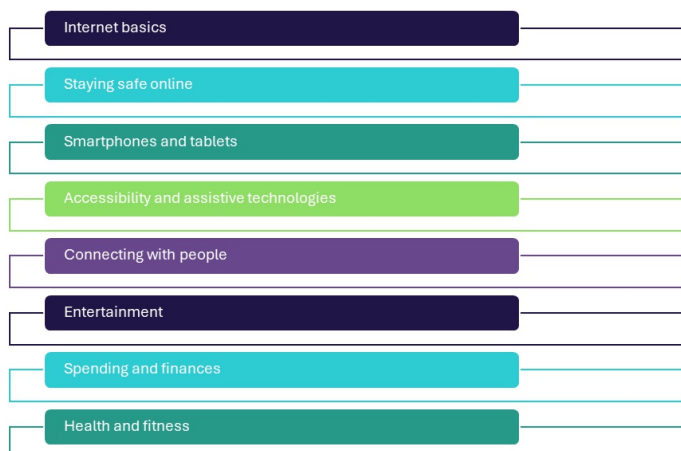 Internet basics
Staying safe online
Smartphones and tablets
Accessibility and assistive technologies
Connecting with people
Entertainment
Spending and finances
Health and fitness